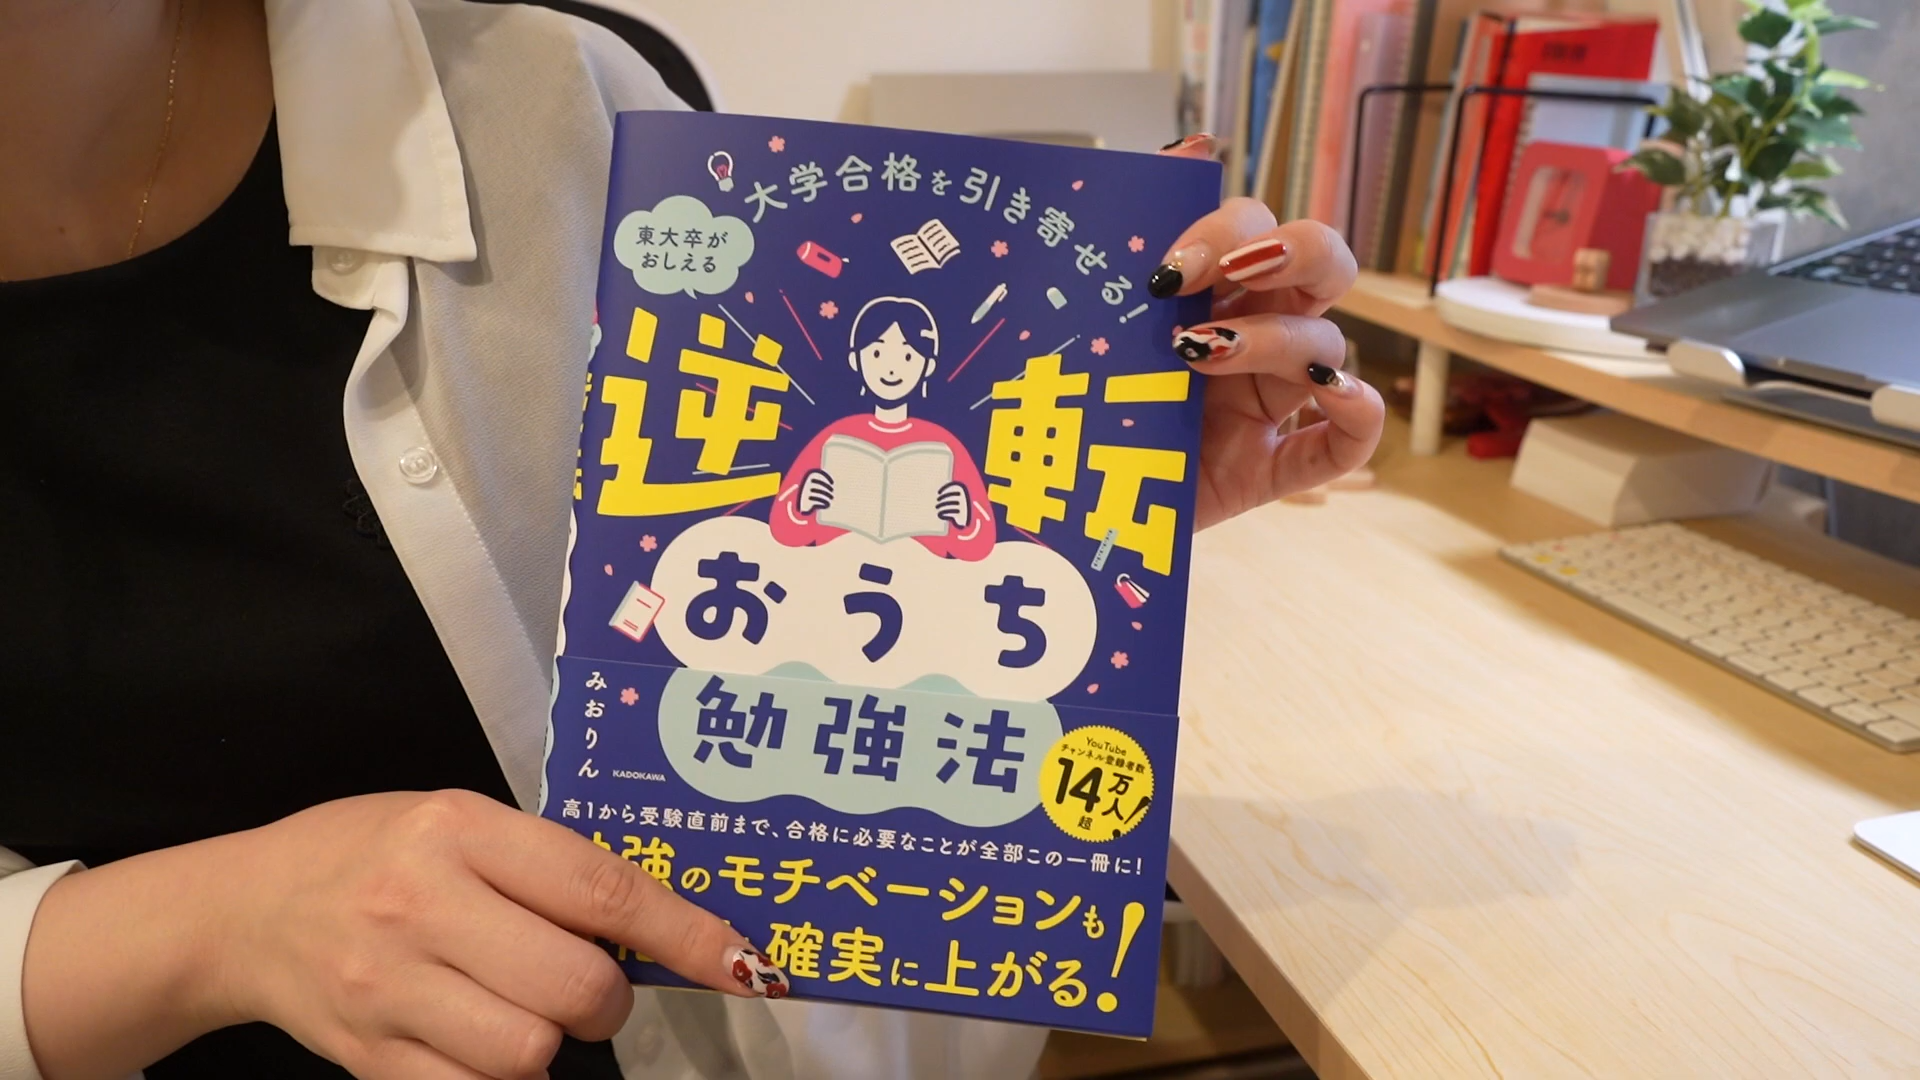 大学合格を引き寄せる!
東大卒が
おしえる
逆転
おうち
勉強法
みおりん
KADOKAWA
YouTube
チャンネル登録者数
14万人超!
高1から受験直前まで、合格に必要なことが全部この一冊に!
強のモチベーションも
確実に上がる!